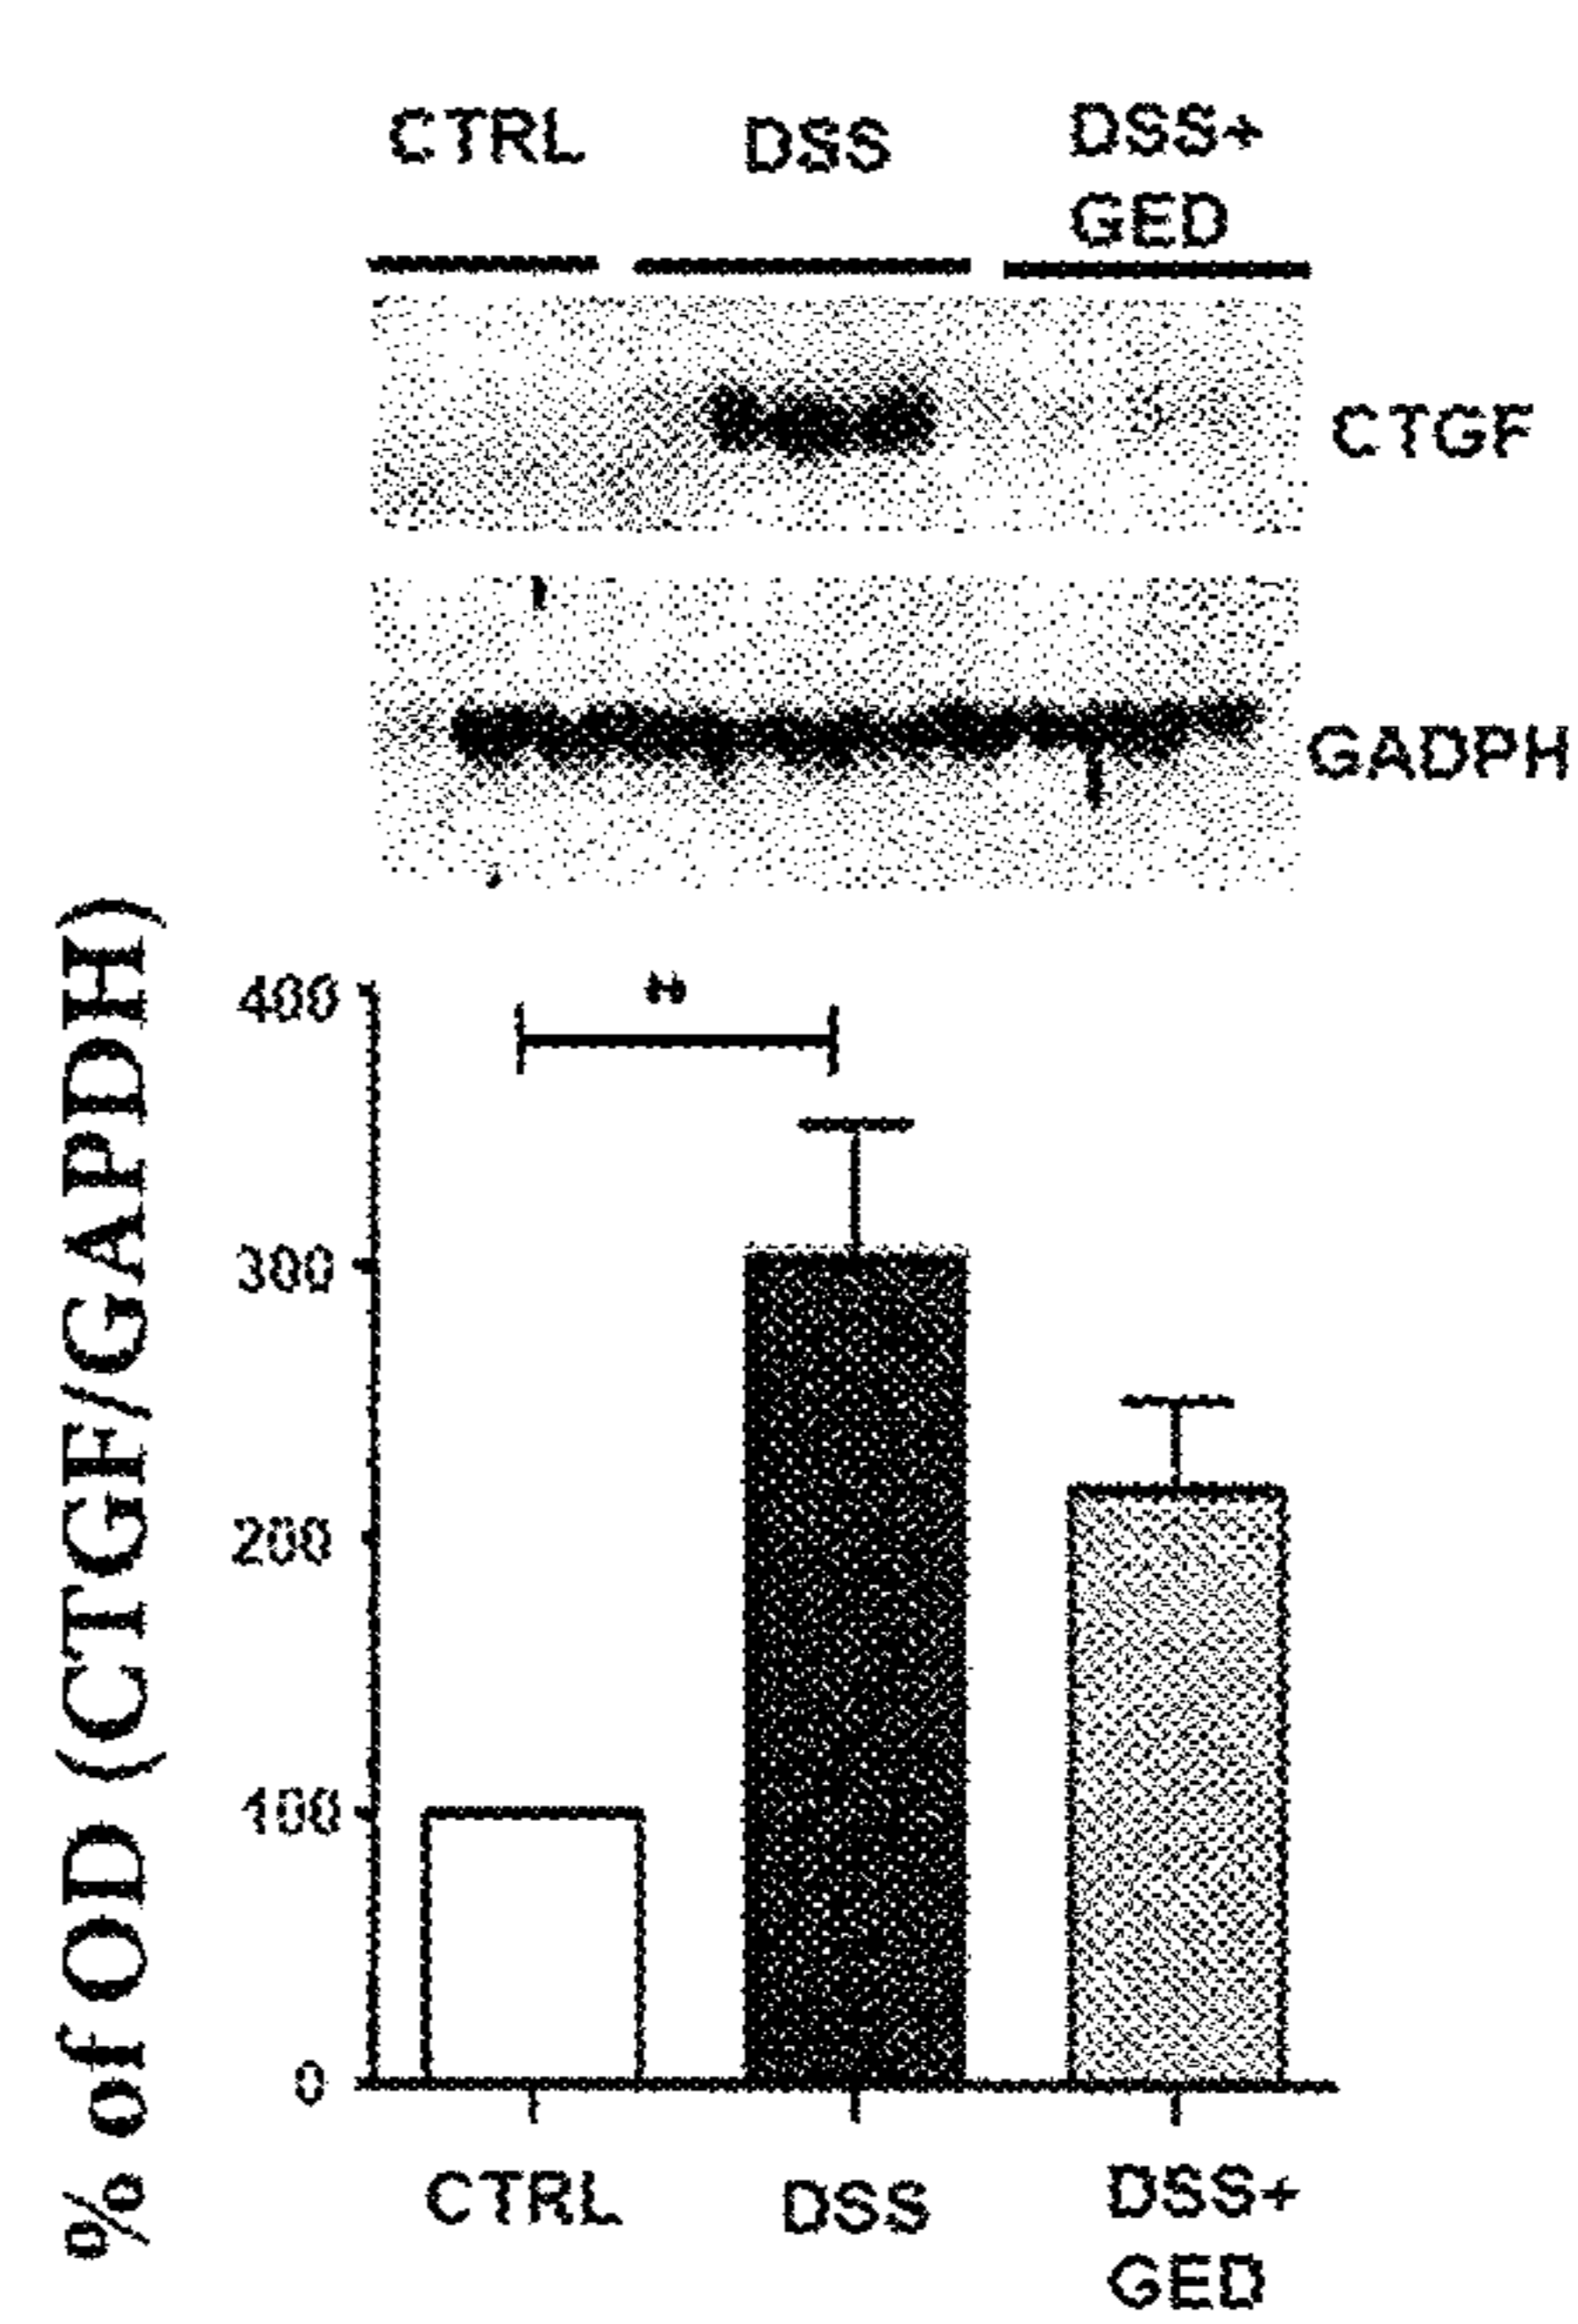 CTRL
DSS
DSS+
GED
CTGF
GADPH
% of OD (CTGF/GAPDH)
400
**
300
200
100
0
CTRL
DSS
DSS+
GED